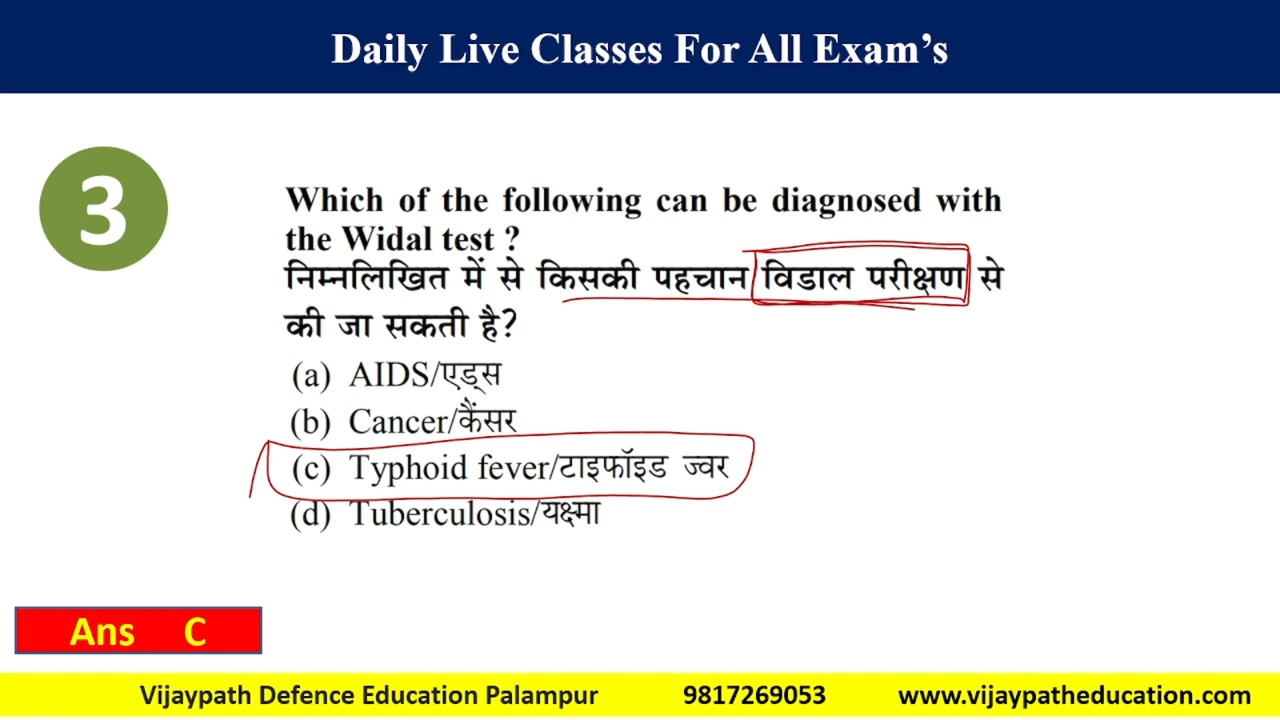 Daily Live Classes For All Exam's
3
Which of the following can be diagnosed with
the Widal test ?
निम्नलिखित में से किसकी पहचान विडाल परीक्षण से
की जा सकती है?
(a) AIDS/एड्स
(b) Cancer/कैंसर
(c) Typhoid fever/टाइफॉइड ज्वर
(d) Tuberculosis/यक्ष्मा
Ans C
Vijaypath Defence Education Palampur 9817269053 www.vijaypatheducation.com